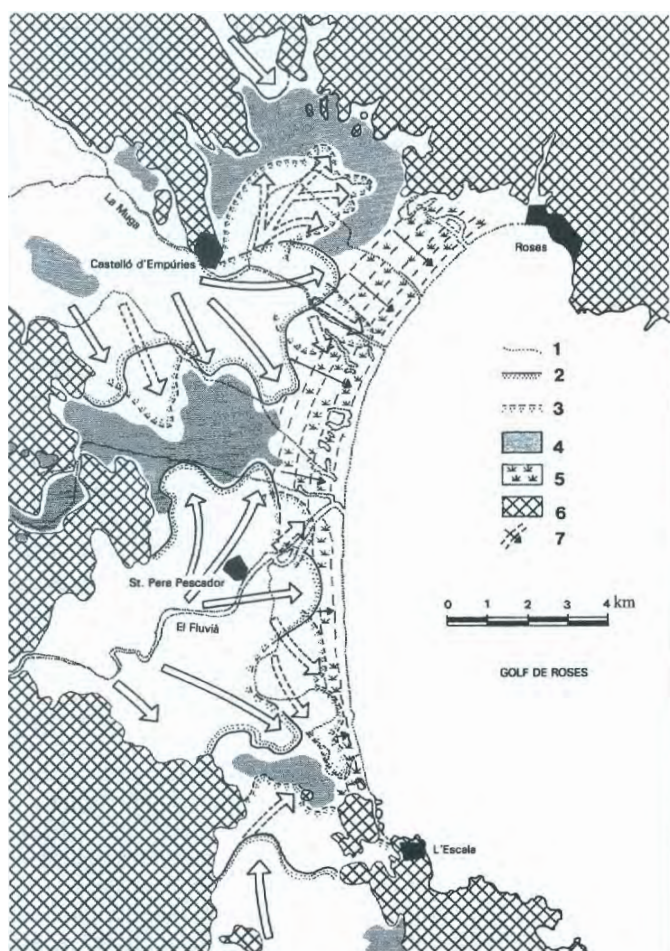 La Muga
Castelló d'Empúries
Roses
1
2
3
4
5
6
7
St. Pere Pescador
El Fluvià
0 1 2 3 4 km
GOLF DE ROSES
L'Escala